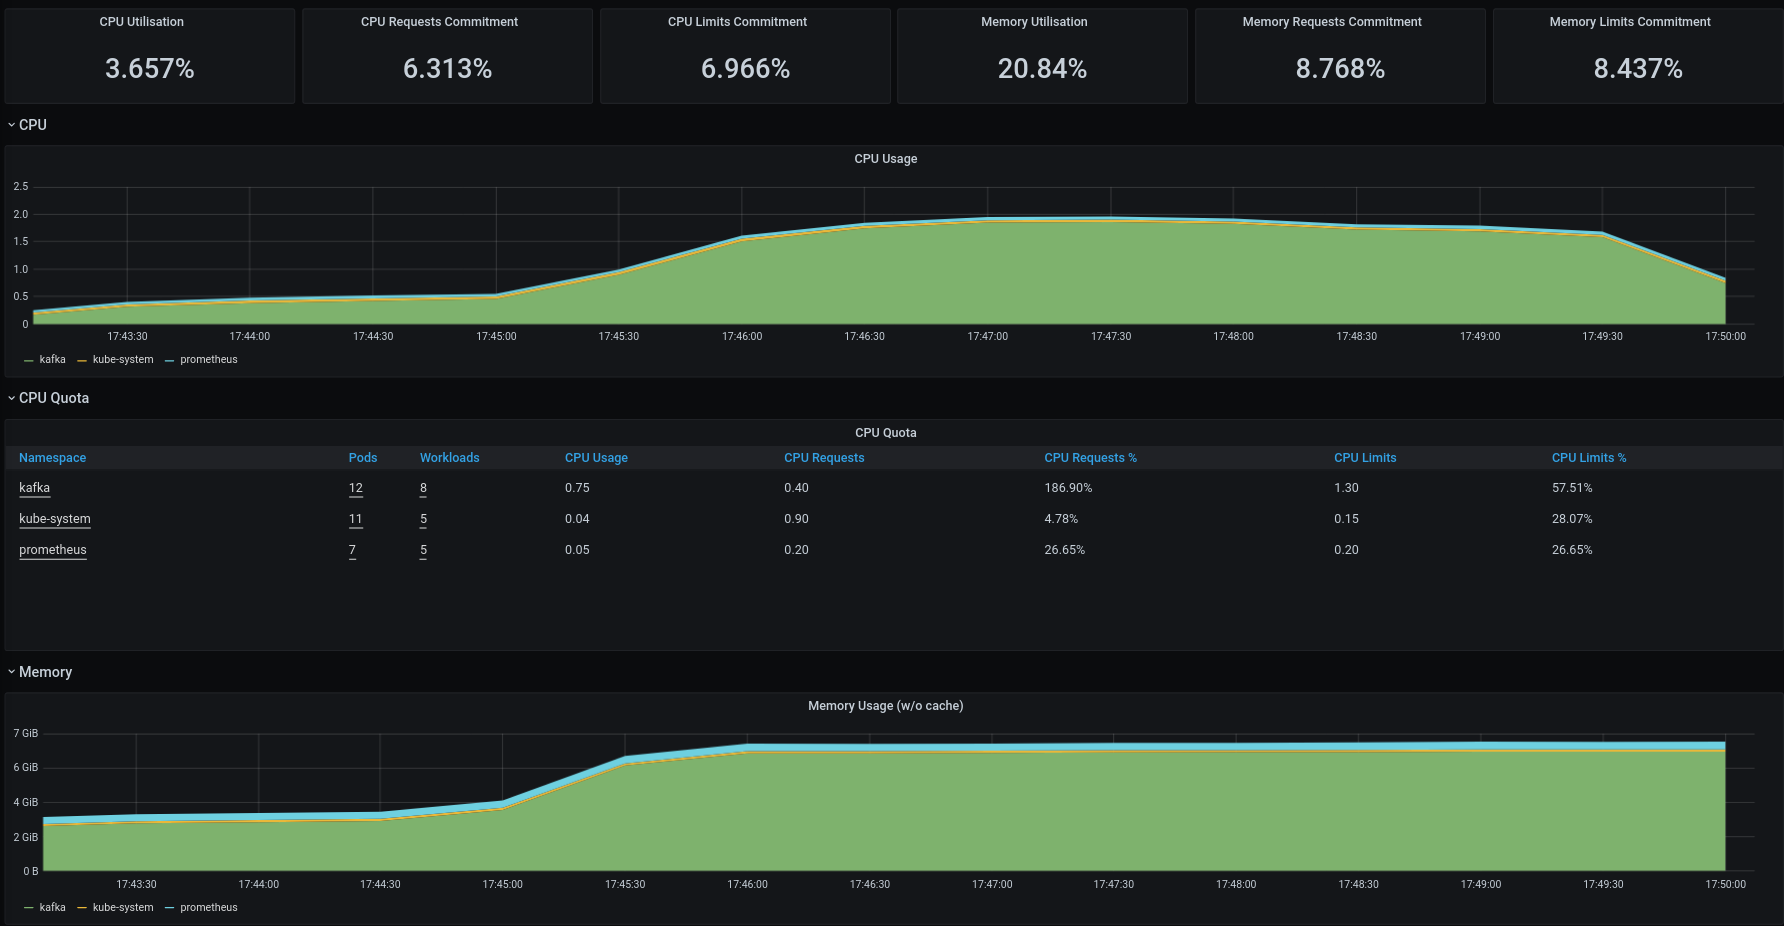 CPU Utilisation CPU Requests Commitment CPU Limits Commitment Memory Utilisation Memory Requests Commitment Memory Limits Commitment
3.657% 6.313% 6.966% 20.84% 8.768% 8.437%
CPU
CPU Usage
2.5
2.0
1.5
1.0
0.5
0
17:43:30 17:44:00 17:44:30 17:45:00 17:45:30 17:46:00 17:46:30 17:47:00 17:47:30 17:48:00 17:48:30 17:49:00 17:49:30 17:50:00
kafka kube-system prometheus
CPU Quota
CPU Quota
Namespace Pods Workloads CPU Usage CPU Requests CPU Requests % CPU Limits CPU Limits %
kafka 12 8 0.75 0.40 186.90% 1.30 57.51%
kube-system 11 5 0.04 0.90 4.78% 0.15 28.07%
prometheus 7 5 0.05 0.20 26.65% 0.20 26.65%
Memory
Memory Usage (w/o cache)
7 GiB
6 GiB
4 GiB
2 GiB
0 B
17:43:30 17:44:00 17:44:30 17:45:00 17:45:30 17:46:00 17:46:30 17:47:00 17:47:30 17:48:00 17:48:30 17:49:00 17:49:30 17:50:00
kafka kube-system prometheus